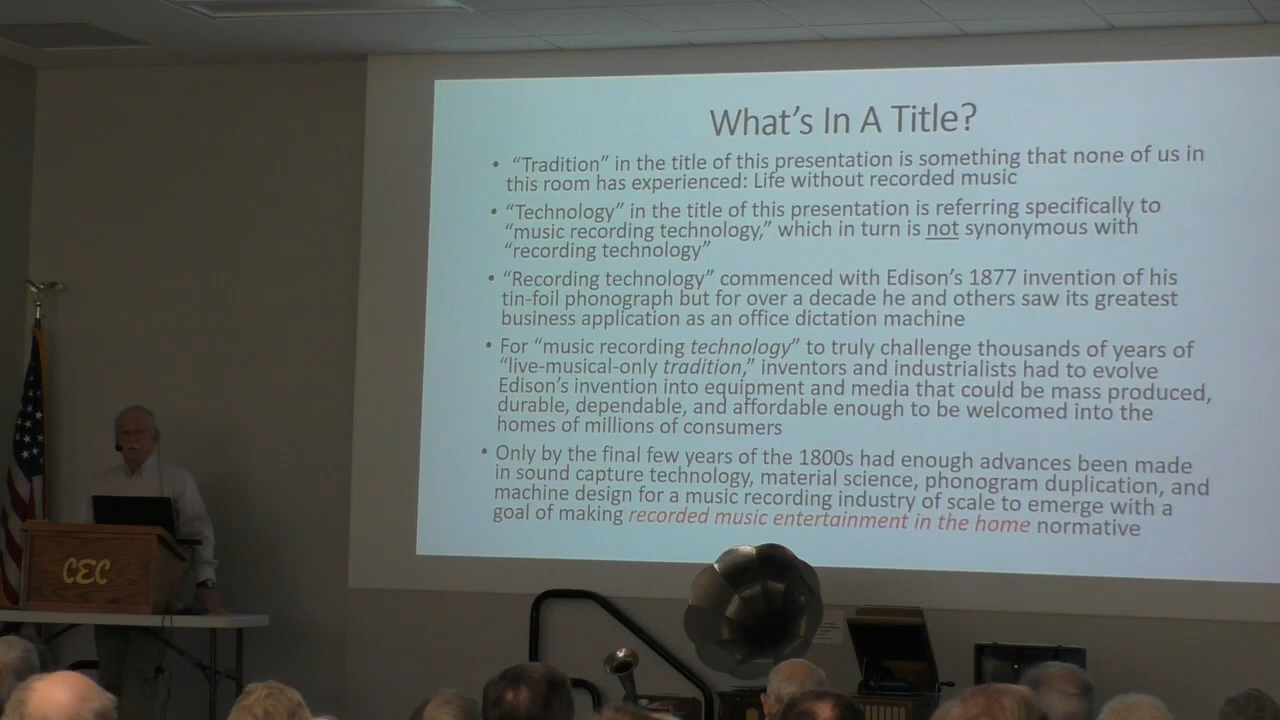 What's In A Title?
• “Tradition” in the title of this presentation is something that none of us in
this room has experienced: Life without recorded music
• “Technology” in the title of this presentation is referring specifically to
“music recording technology,” which in turn is not synonymous with
“recording technology”
• “Recording technology” commenced with Edison's 1877 invention of his
tin-foil phonograph but for over a decade he and others saw its greatest
business application as an office dictation machine
• For “music recording technology” to truly challenge thousands of years of
“live-musical-only tradition,” inventors and industrialists had to evolve
Edison's invention into equipment and media that could be mass produced,
durable, dependable, and affordable enough to be welcomed into the
homes of millions of consumers
• Only by the final few years of the 1800s had enough advances been made
in sound capture technology, material science, phonogram duplication, and
machine design for a music recording industry of scale to emerge with a
goal of making recorded music entertainment in the home normative
CEC